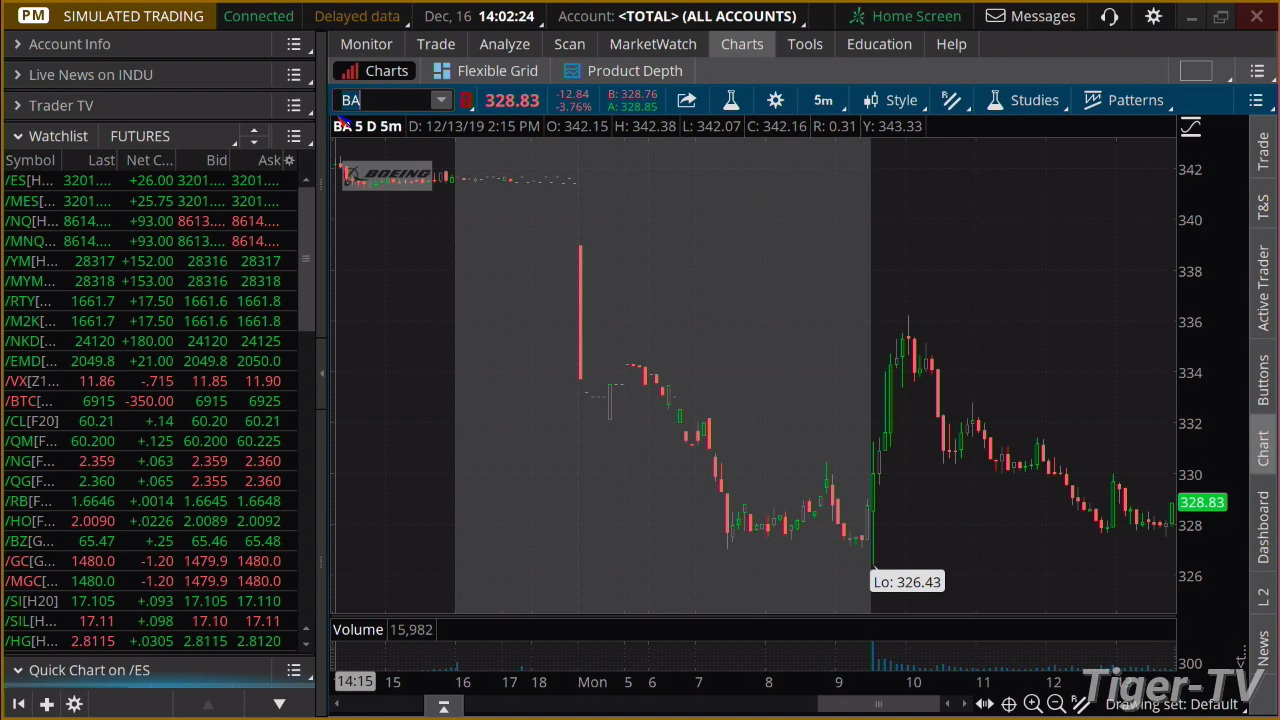 PM SIMULATED TRADING Connected Delayed data Dec, 16 14:02:24 Account: <TOTAL> (ALL ACCOUNTS) Home Screen Messages
Account Info
Live News on INDU
Trader TV
Watchlist FUTURES
Symbol Last Net C... Bid Ask
/ES[H... 3201.... +26.00 3201.... 3201....
/MES[... 3201.... +25.75 3201.... 3201....
/NQ[H... 8614.... +93.00 8613.... 8614....
/MNQ... 8614.... +93.00 8613.... 8614....
/YM[H... 28317 +152.00 28316 28317
/MYM... 28318 +153.00 28316 28318
/RTY[... 1661.7 +17.50 1661.6 1661.8
/M2K[... 1661.7 +17.50 1661.6 1661.8
/NKD[... 24120 +180.00 24120 24125
/EMD[... 2049.8 +21.00 2049.8 2050.0
/VX[Z1... 11.86 -.715 11.85 11.90
/BTC[... 6915 -350.00 6915 6925
/CL[F20] 60.21 +.14 60.20 60.21
/QM[F... 60.200 +.125 60.200 60.225
/NG[F... 2.359 +.063 2.359 2.360
/QG[F... 2.360 +.065 2.355 2.360
/RB[F... 1.6646 +.0014 1.6645 1.6648
/HO[F... 2.0090 +.0226 2.0089 2.0092
/BZ[G... 65.47 +.25 65.46 65.48
/GC[G... 1480.0 -1.20 1479.9 1480.0
/MGC[... 1480.0 -1.20 1479.9 1480.0
/SI[H20] 17.105 +.093 17.105 17.110
/SIL[H... 17.11 +.098 17.10 17.11
/HG[H... 2.8115 +.0305 2.8115 2.8120
Quick Chart on /ES
Monitor Trade Analyze Scan MarketWatch Charts Tools Education Help
Charts Flexible Grid Product Depth
BA 328.83 -12.84 B: 328.76 5m Style Studies Patterns
-3.76% A: 328.85
BA 5 D 5m D: 12/13/19 2:15 PM O: 342.15 H: 342.38 L: 342.07 C: 342.16 R: 0.31 Y: 343.33
BOEING
342
340
338
336
334
332
330
328.83
328
326
Lo: 326.43
Volume 15,982
300
14:15 15 16 17 18 Mon 5 6 7 8 9 10 11 12
Drawing set: Default
Tiger-TV
Trade
T&S
Active Trader
Buttons
Chart
Dashboard
L 2
News